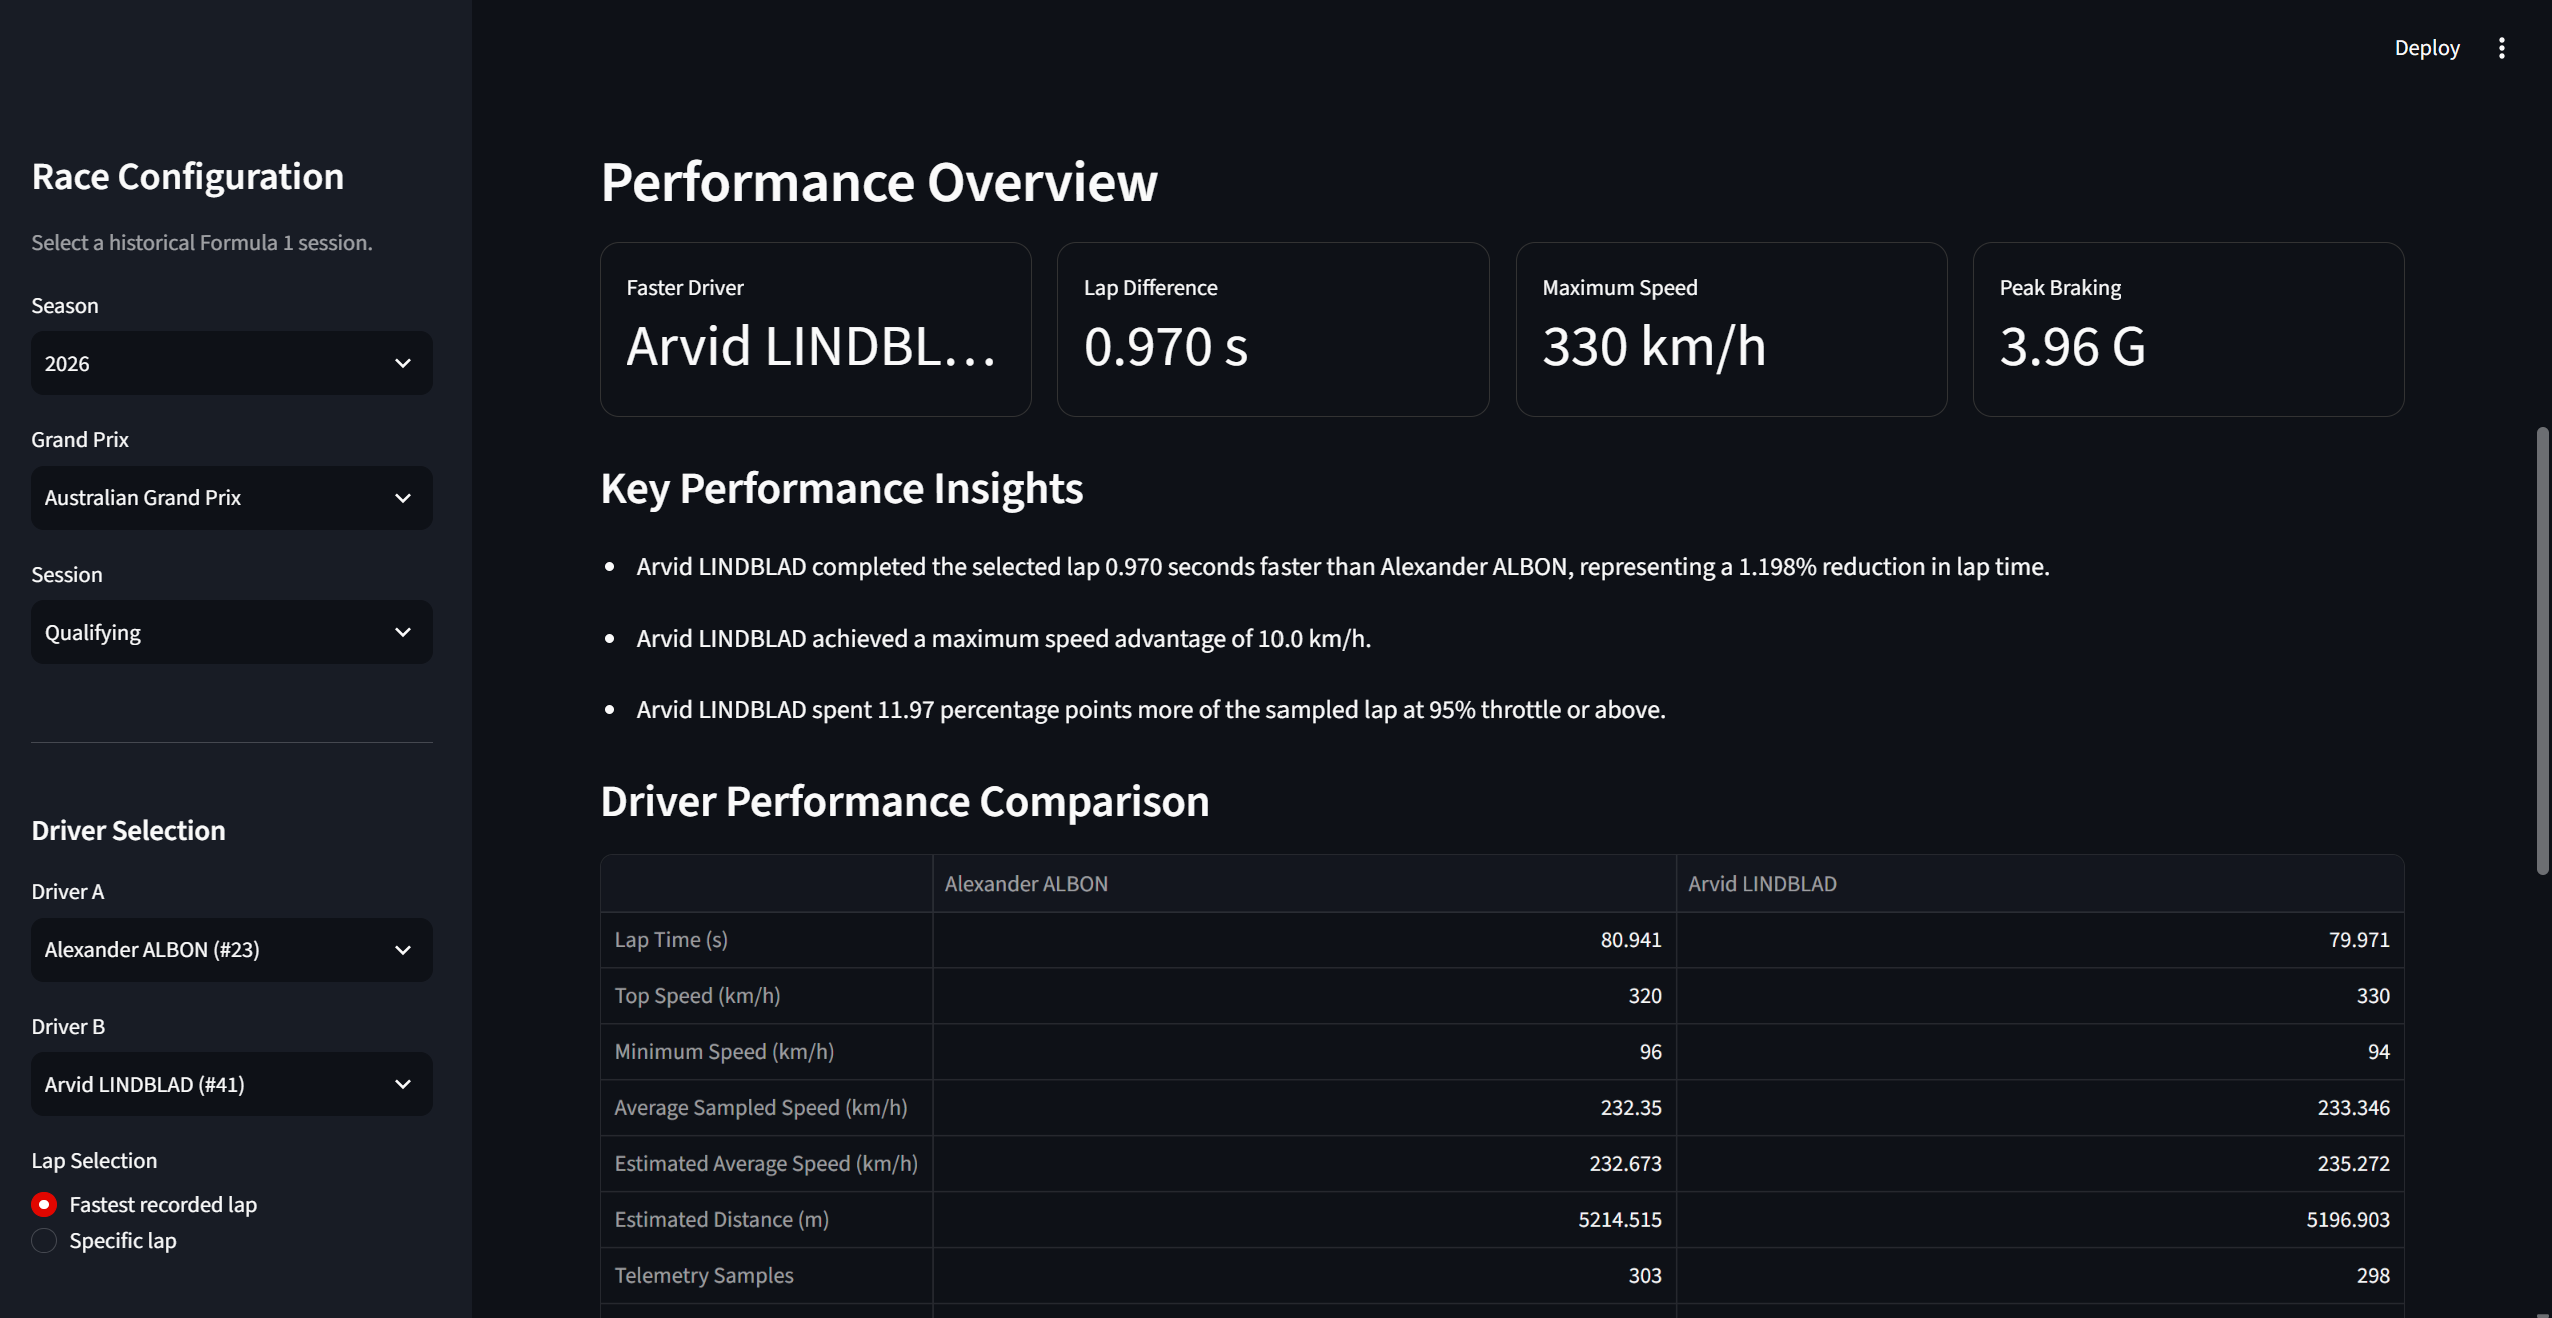 Deploy
Race Configuration
Select a historical Formula 1 session.
Season
2026
Grand Prix
Australian Grand Prix
Session
Qualifying
Driver Selection
Driver A
Alexander ALBON (#23)
Driver B
Arvid LINDBLAD (#41)
Lap Selection
Fastest recorded lap
Specific lap
Performance Overview
Faster Driver
Arvid LINDBL...
Lap Difference
0.970 s
Maximum Speed
330 km/h
Peak Braking
3.96 G
Key Performance Insights
• Arvid LINDBLAD completed the selected lap 0.970 seconds faster than Alexander ALBON, representing a 1.198% reduction in lap time.
• Arvid LINDBLAD achieved a maximum speed advantage of 10.0 km/h.
• Arvid LINDBLAD spent 11.97 percentage points more of the sampled lap at 95% throttle or above.
Driver Performance Comparison
Alexander ALBON Arvid LINDBLAD
Lap Time (s) 80.941 79.971
Top Speed (km/h) 320 330
Minimum Speed (km/h) 96 94
Average Sampled Speed (km/h) 232.35 233.346
Estimated Average Speed (km/h) 232.673 235.272
Estimated Distance (m) 5214.515 5196.903
Telemetry Samples 303 298